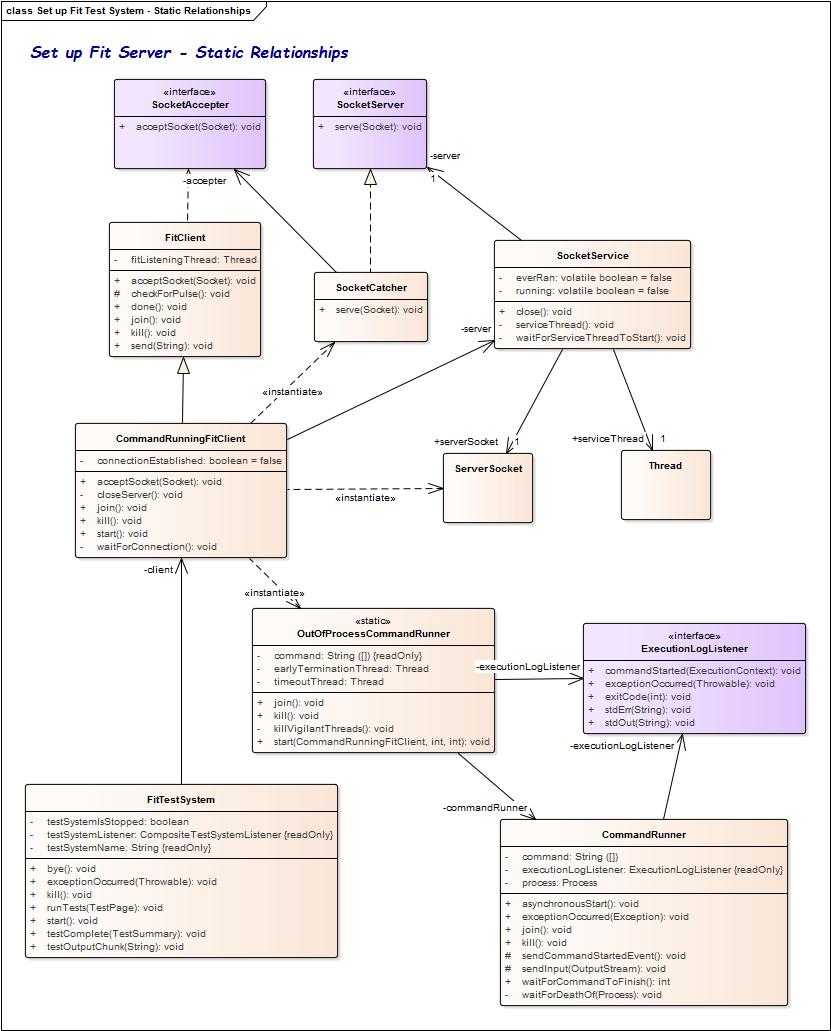 class Set up Fit Test System - Static Relationships
Set up Fit Server - Static Relationships
«interface»
SocketAccepter
+ acceptSocket(Socket): void
«interface»
SocketServer
+ serve(Socket): void
-accepter
-server
1
FitClient
- fitListeningThread: Thread
+ acceptSocket(Socket): void
# checkForPulse(): void
+ done(): void
+ join(): void
+ kill(): void
+ send(String): void
SocketCatcher
+ serve(Socket): void
SocketService
- everRan: volatile boolean = false
- running: volatile boolean = false
+ close(): void
- serviceThread(): void
- waitForServiceThreadToStart(): void
-server
«instantiate»
CommandRunningFitClient
- connectionEstablished: boolean = false
+ acceptSocket(Socket): void
- closeServer(): void
+ join(): void
+ kill(): void
+ start(): void
- waitForConnection(): void
+serverSocket
1
+serviceThread
1
ServerSocket
Thread
«instantiate»
-client
«instantiate»
«static»
OutOfProcessCommandRunner
- command: String ([]) {readOnly}
- earlyTerminationThread: Thread
- timeoutThread: Thread
+ join(): void
+ kill(): void
- killVigilantThreads(): void
+ start(CommandRunningFitClient, int, int): void
-executionLogListener
«interface»
ExecutionLogListener
+ commandStarted(ExecutionContext): void
+ exceptionOccurred(Throwable): void
+ exitCode(int): void
+ stdErr(String): void
+ stdOut(String): void
-executionLogListener
-commandRunner
FitTestSystem
- testSystemIsStopped: boolean
- testSystemListener: CompositeTestSystemListener {readOnly}
- testSystemName: String {readOnly}
+ bye(): void
+ exceptionOccurred(Throwable): void
+ kill(): void
+ runTests(TestPage): void
+ start(): void
+ testComplete(TestSummary): void
+ testOutputChunk(String): void
CommandRunner
- command: String ([])
- executionLogListener: ExecutionLogListener {readOnly}
- process: Process
+ asynchronousStart(): void
+ exceptionOccurred(Exception): void
+ join(): void
+ kill(): void
# sendCommandStartedEvent(): void
# sendInput(OutputStream): void
+ waitForCommandToFinish(): int
- waitForDeathOf(Process): void